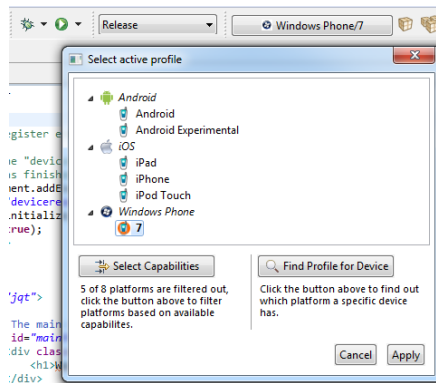 Release
Windows Phone/7
Select active profile
Android
Android
Android Experimental
iOS
iPad
iPhone
iPod Touch
Windows Phone
7
Select Capabilities
Find Profile for Device
5 of 8 platforms are filtered out,
click the button above to filter
platforms based on available
capabilites.
Click the button above to find out
which platform a specific device
has.
Cancel
Apply
egister e
e "devic
s finish
ment.addE
devicere
nitializ
true);
"jqt">
The main
id="main
div clas
<h1>W
</div>